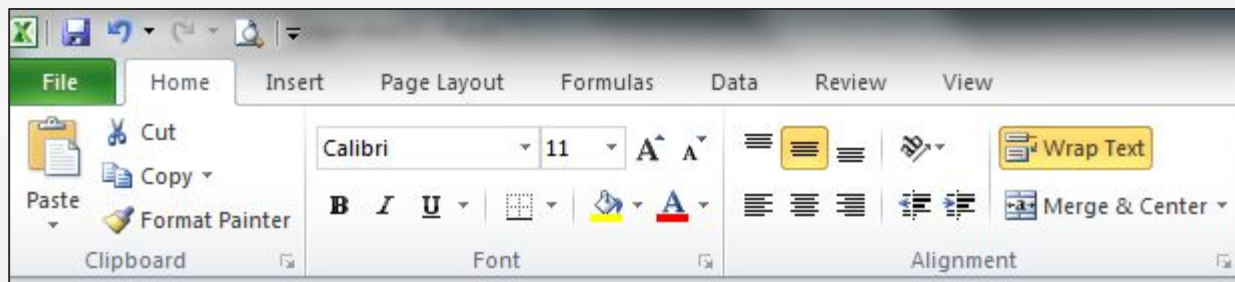 File Home Insert Page Layout Formulas Data Review View
Cut
Copy
Format Painter
Paste
Clipboard
Calibri 11 A A
B I U A
Font
Wrap Text
Merge & Center
Alignment